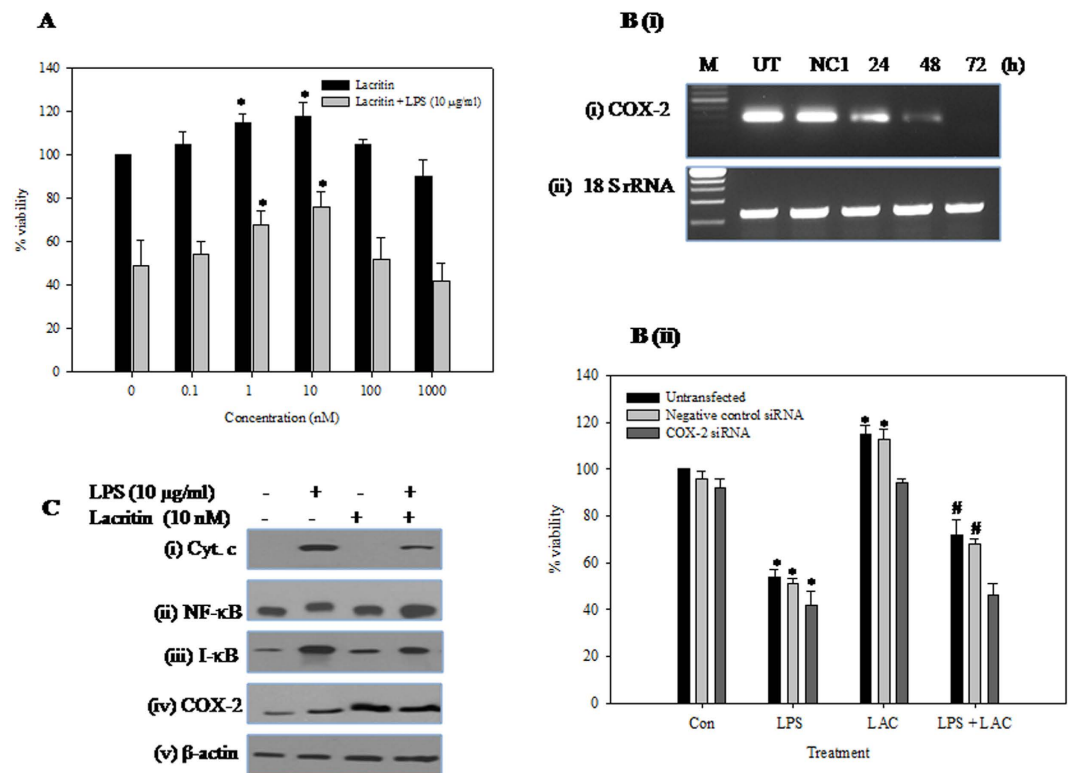 A
140
120
100
80
60
40
20
0
% viability
Lacritin
Lacritin + LPS (10 µg/ml)
* * * *
0 0.1 1 10 100 1000
Concentration (nM)
B (i)
M UT NC1 24 48 72 (h)
(i) COX-2
(ii) 18 S rRNA
B (ii)
140
120
100
80
60
40
20
0
% viability
Untransfected
Negative control siRNA
COX-2 siRNA
* * * * * # #
Con LPS LAC LPS + LAC
Treatment
C
LPS (10 µg/ml) - + - +
Lacritin (10 nM) - - + +
(i) Cyt. c
(ii) NF-κB
(iii) I-κB
(iv) COX-2
(v) β-actin